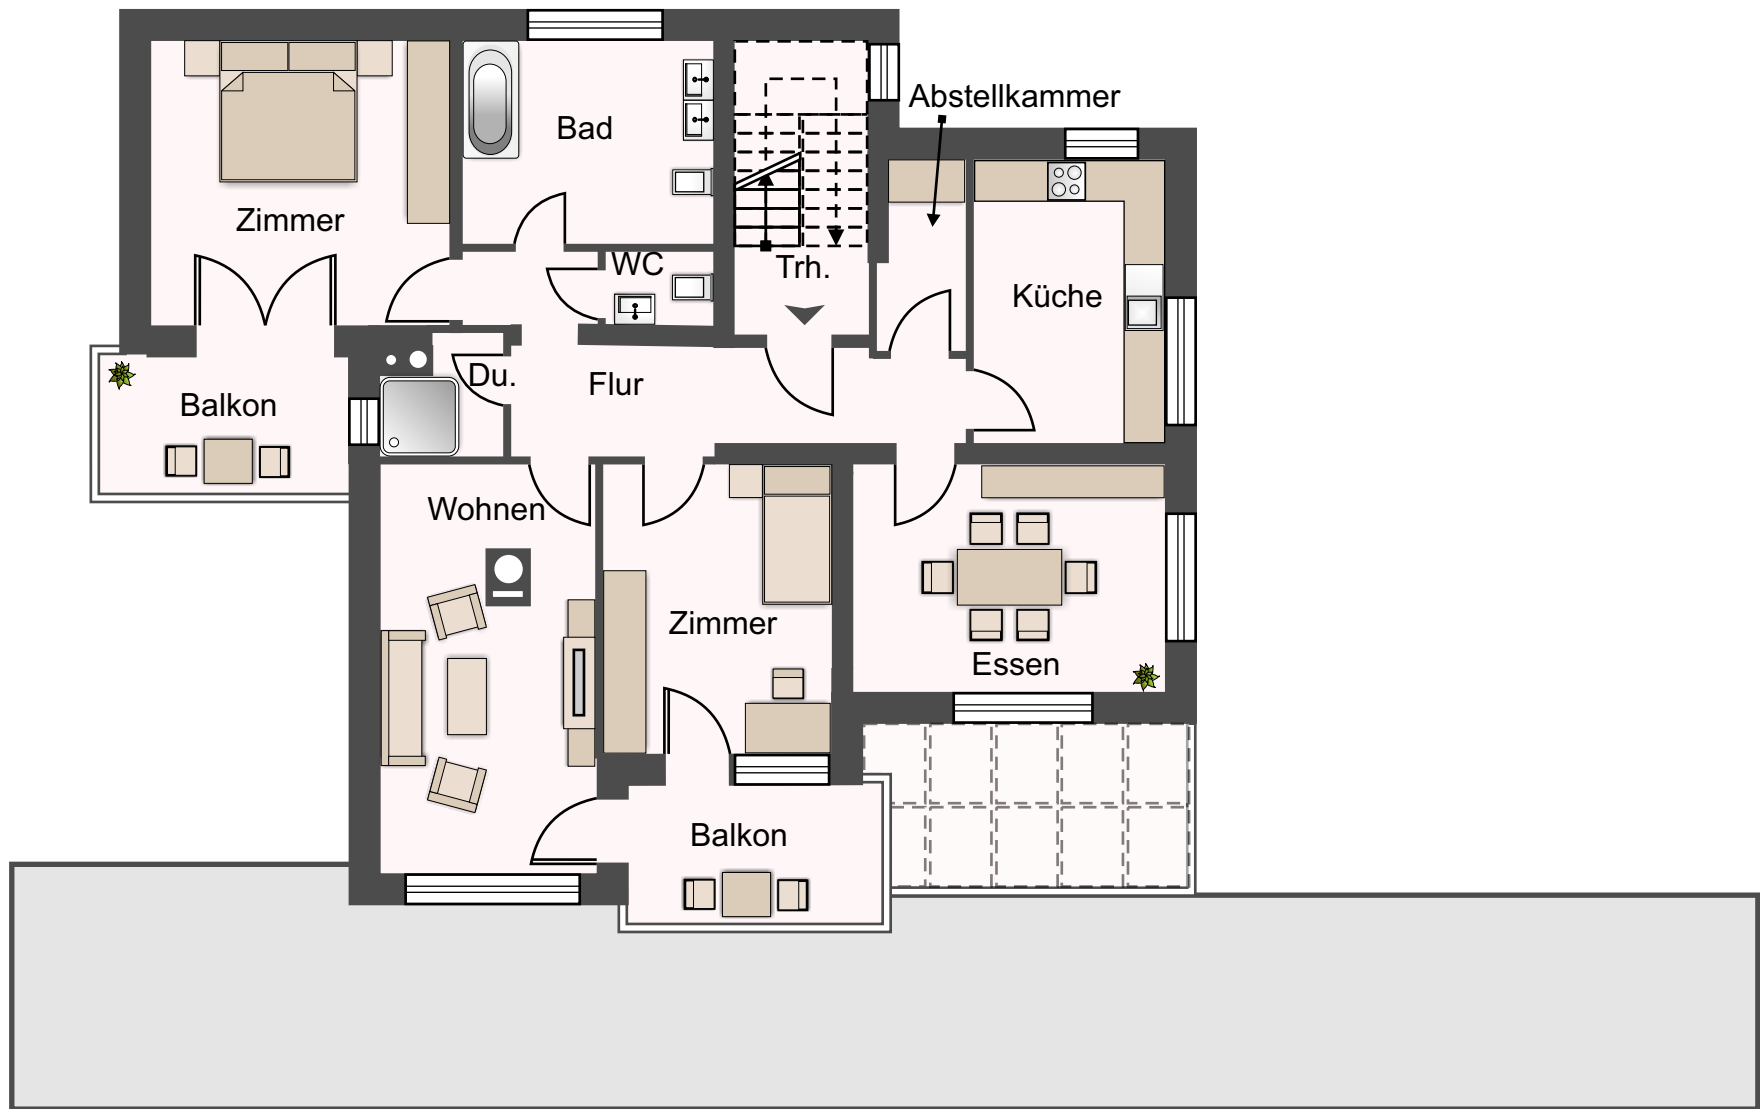 Abstellkammer
Bad
Zimmer
WC
Trh.
Küche
Du.
Flur
Balkon
Wohnen
Zimmer
Essen
Balkon